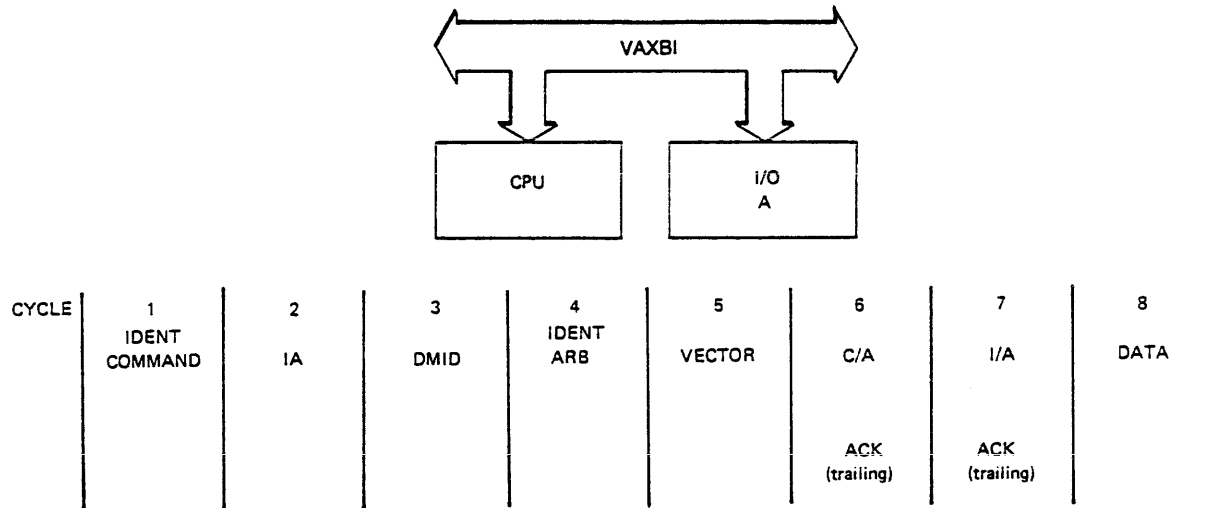 VAXBI
CPU
I/O
A
CYCLE 1 2 3 4 5 6 7 8
IDENT IDENT
COMMAND IA DMID ARB VECTOR C/A I/A DATA
ACK ACK
(trailing) (trailing)